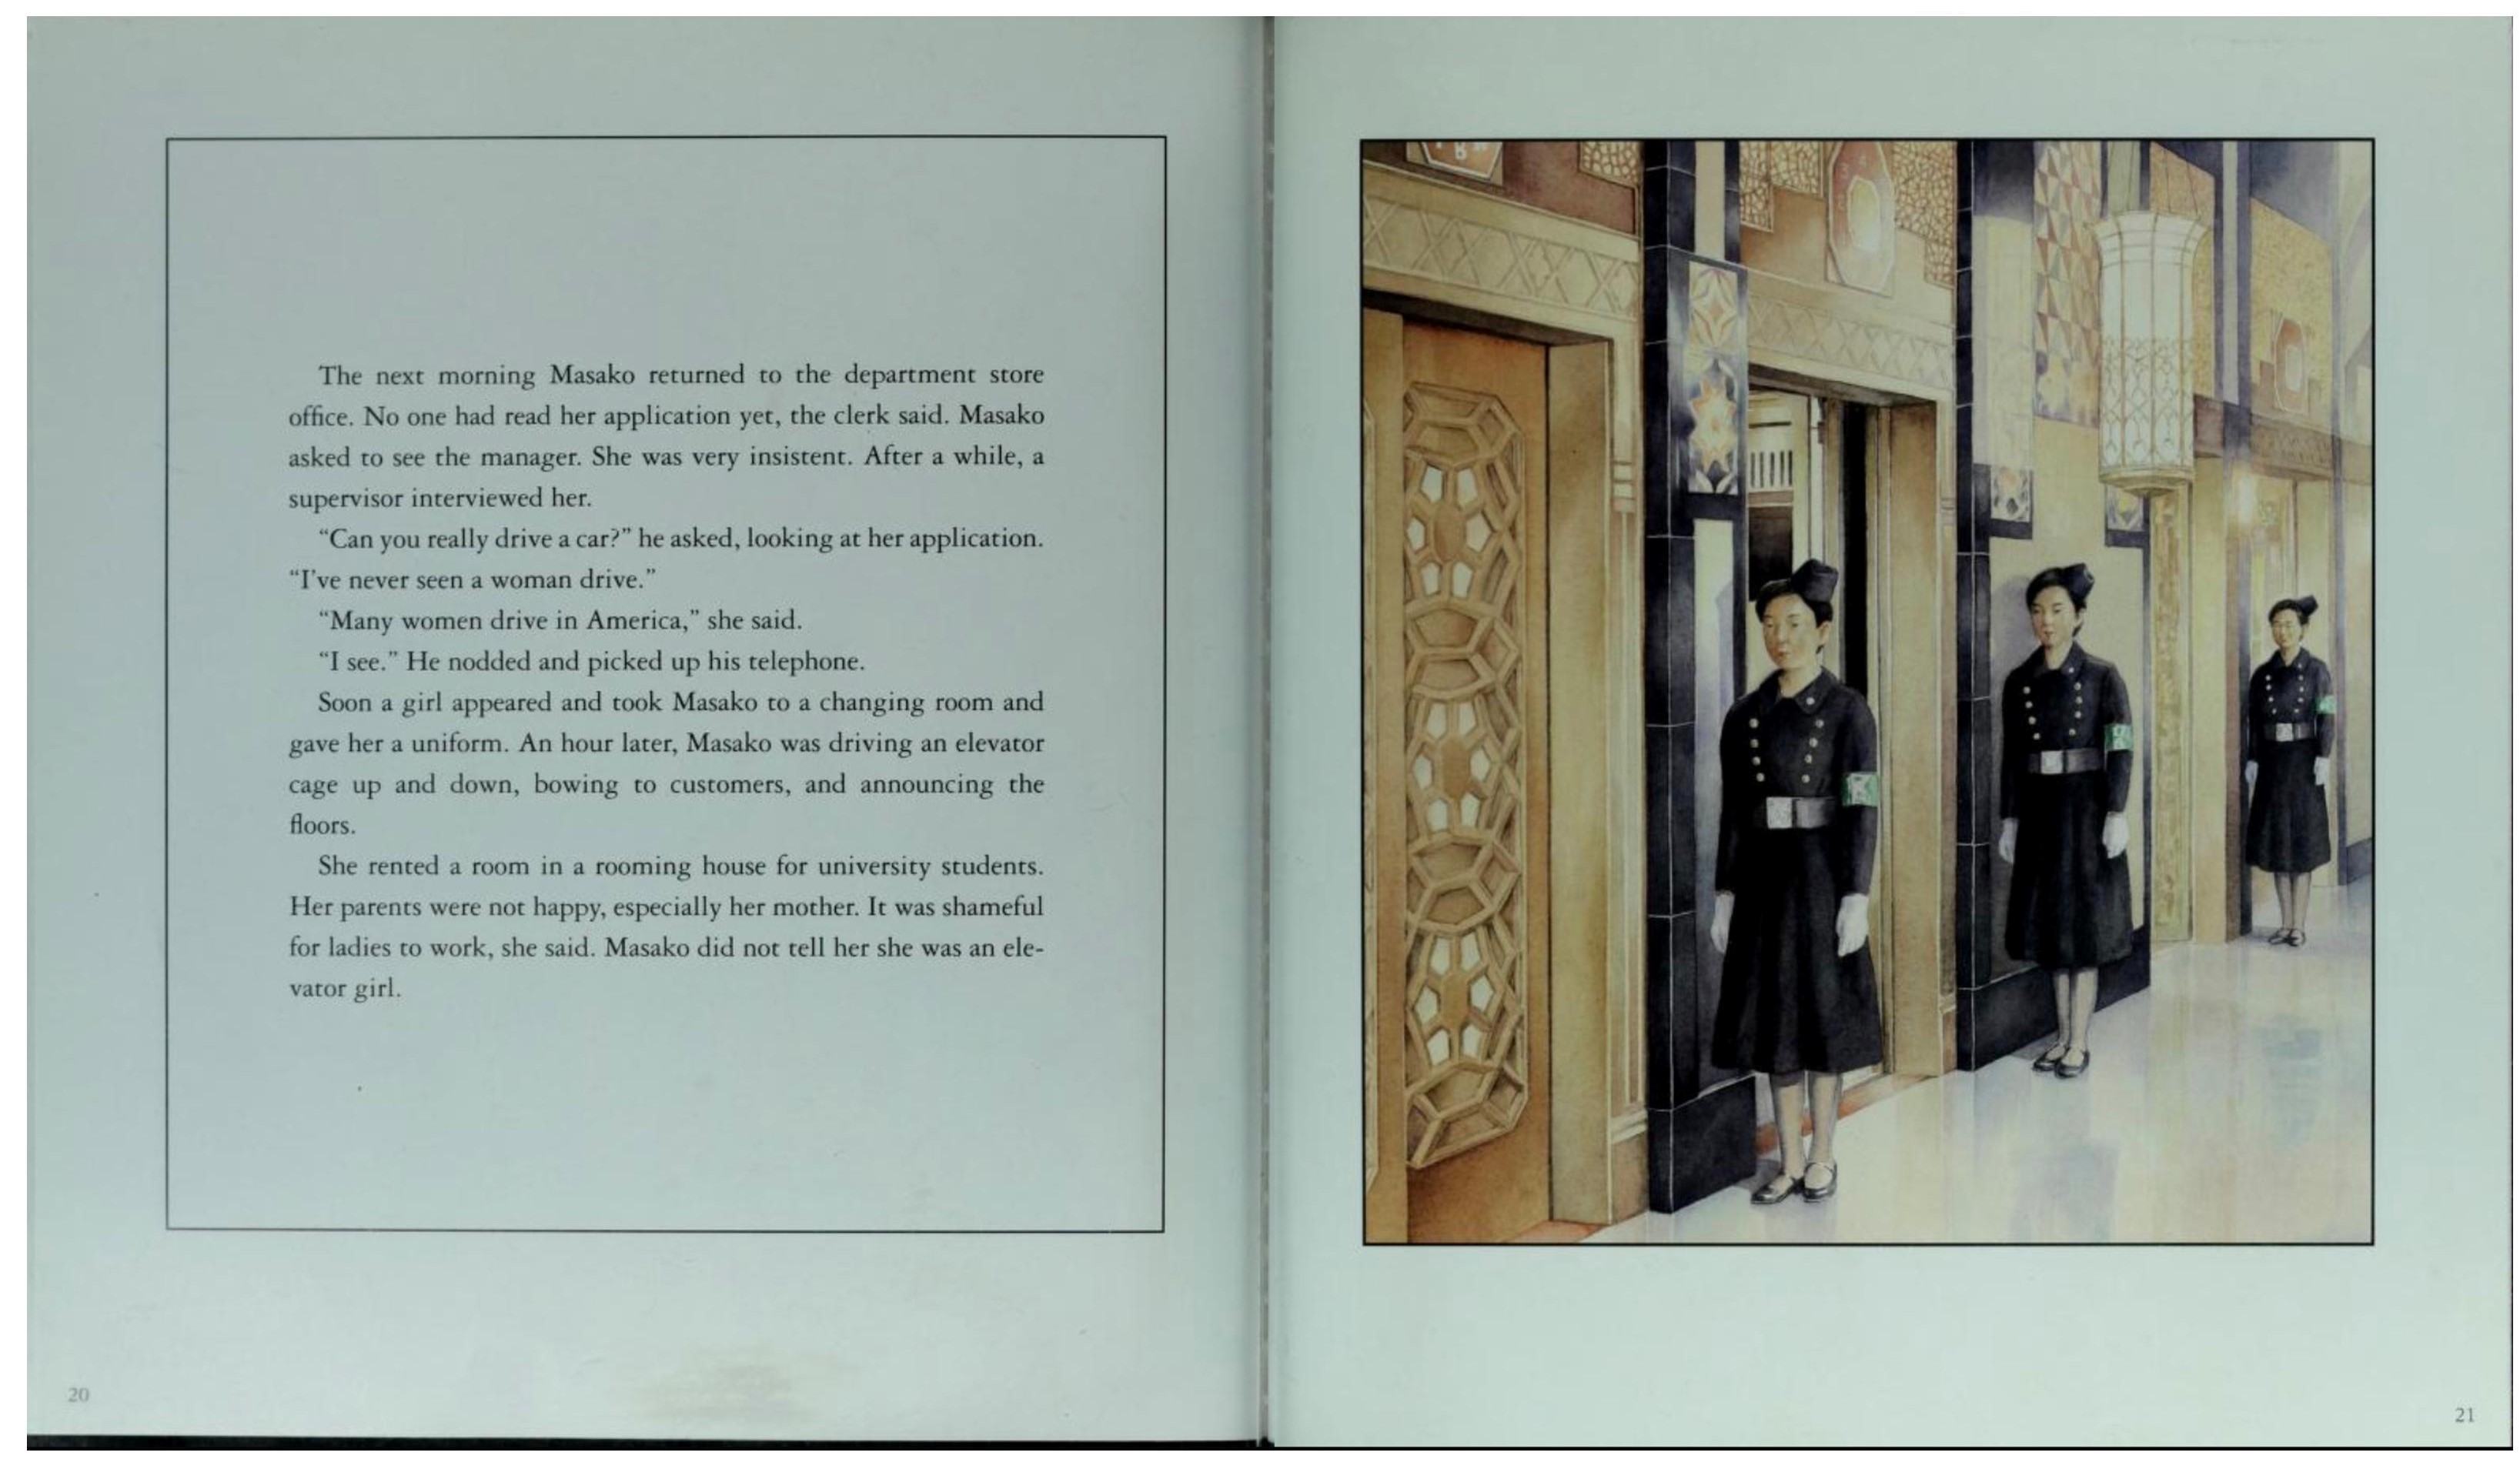 The next morning Masako returned to the department store
office. No one had read her application yet, the clerk said. Masako
asked to see the manager. She was very insistent. After a while, a
supervisor interviewed her.
“Can you really drive a car?” he asked, looking at her application.
“I’ve never seen a woman drive.”
“Many women drive in America,” she said.
“I see.” He nodded and picked up his telephone.
Soon a girl appeared and took Masako to a changing room and
gave her a uniform. An hour later, Masako was driving an elevator
cage up and down, bowing to customers, and announcing the
floors.
She rented a room in a rooming house for university students.
Her parents were not happy, especially her mother. It was shameful
for ladies to work, she said. Masako did not tell her she was an ele-
vator girl.
20
21